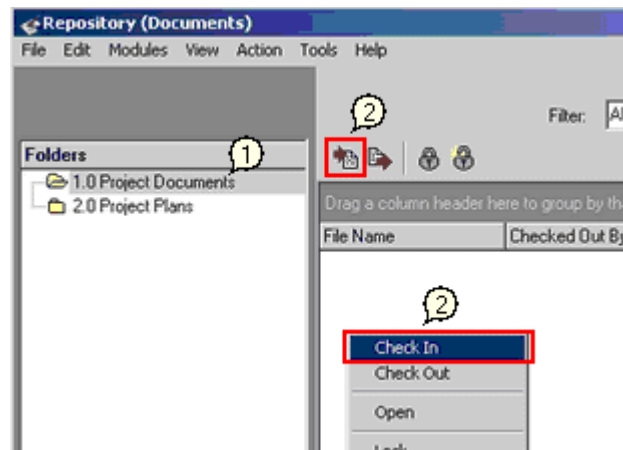 Repository (Documents)
File Edit Modules View Action Tools Help
2
Filter:
Folders
1
1.0 Project Documents
2.0 Project Plans
Drag a column header here to group by
File Name Checked Out By
2
Check In
Check Out
Open
Lock